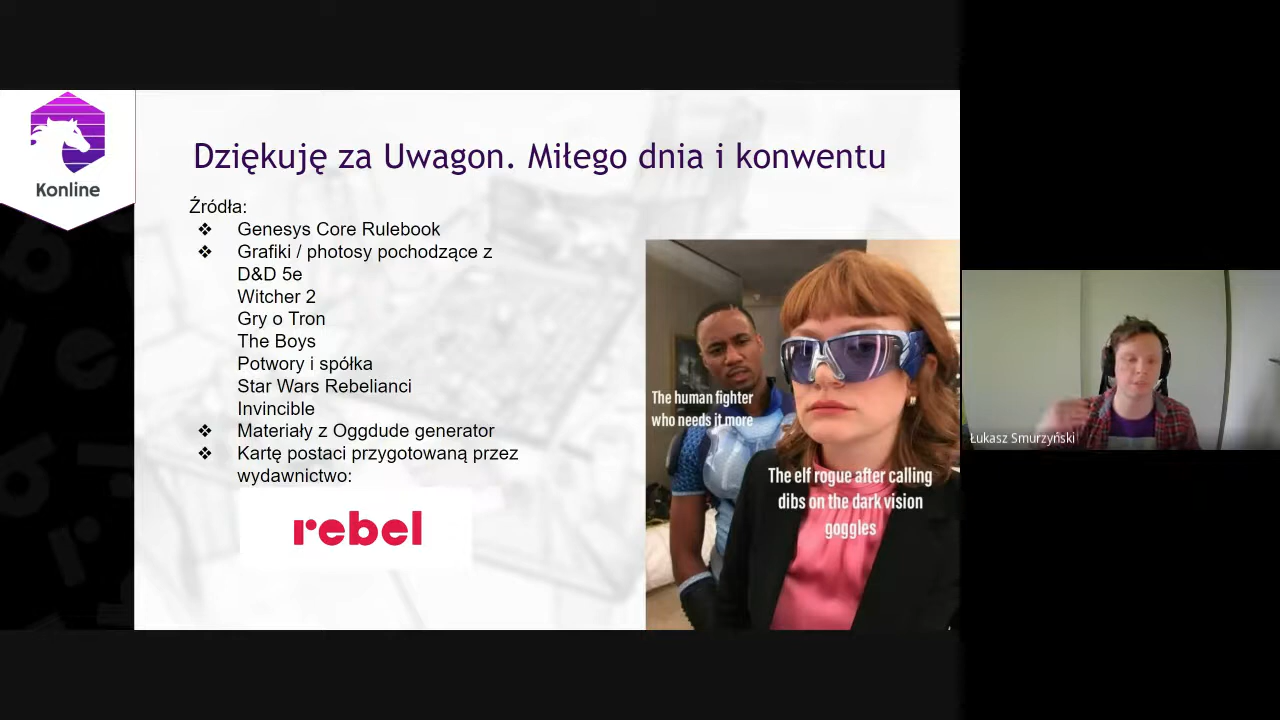 Konline
Dziękuję za Uwagon. Miłego dnia i konwentu
Źródła:
❖ Genesys Core Rulebook
❖ Grafiki / photosy pochodzące z
D&D 5e
Witcher 2
Gry o Tron
The Boys
Potwory i spółka
Star Wars Rebelianci
Invincible
❖ Materiały z Oggdude generator
❖ Kartę postaci przygotowaną przez
wydawnictwo:
rebel
The human fighter
who needs it more
The elf rogue after calling
dibs on the dark vision
goggles
Łukasz Smurzyński